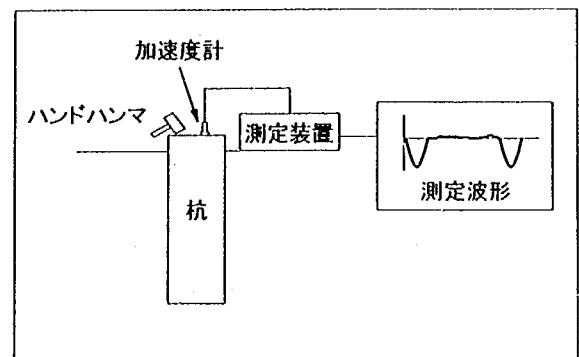 加速度計
ハンドハンマ
測定装置
測定波形
杭